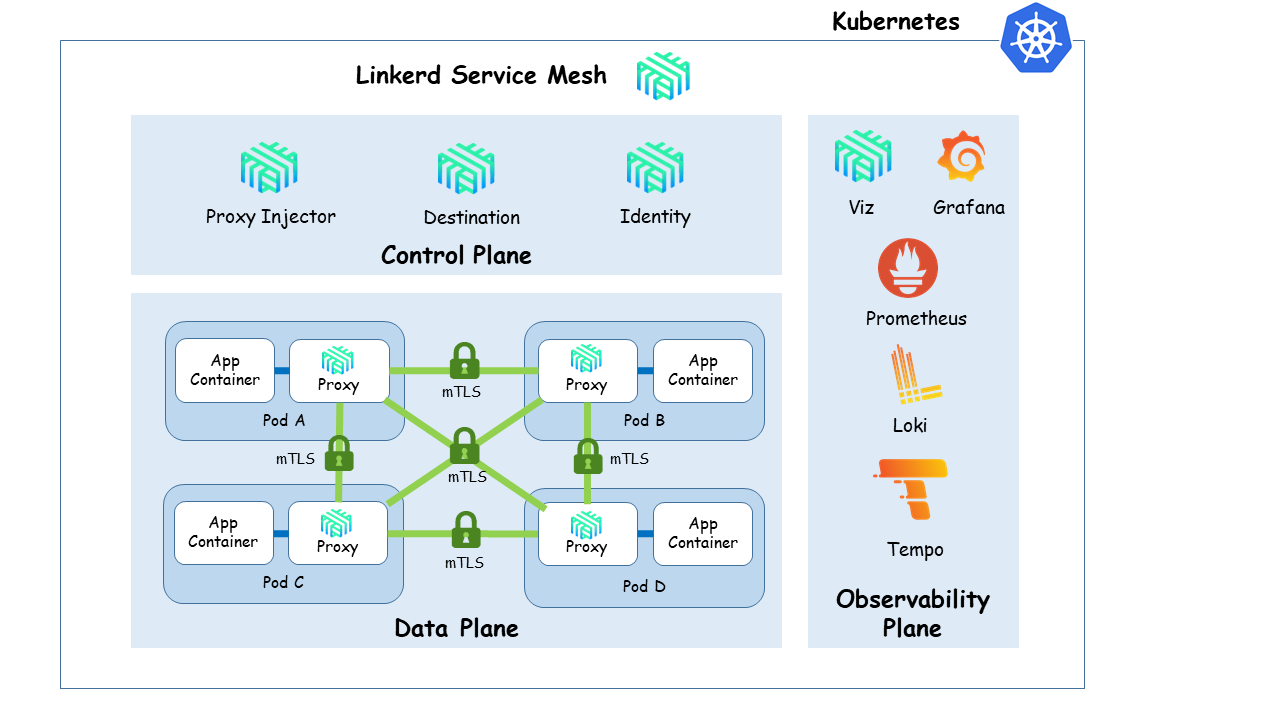 Kubernetes
Linkerd Service Mesh
Proxy Injector
Destination
Identity
Control Plane
Viz
Grafana
Prometheus
Loki
Tempo
Observability
Plane
App
Container
Proxy
Pod A
mTLS
Proxy
App
Container
Pod B
mTLS
mTLS
mTLS
App
Container
Proxy
Pod C
mTLS
Proxy
App
Container
Pod D
Data Plane